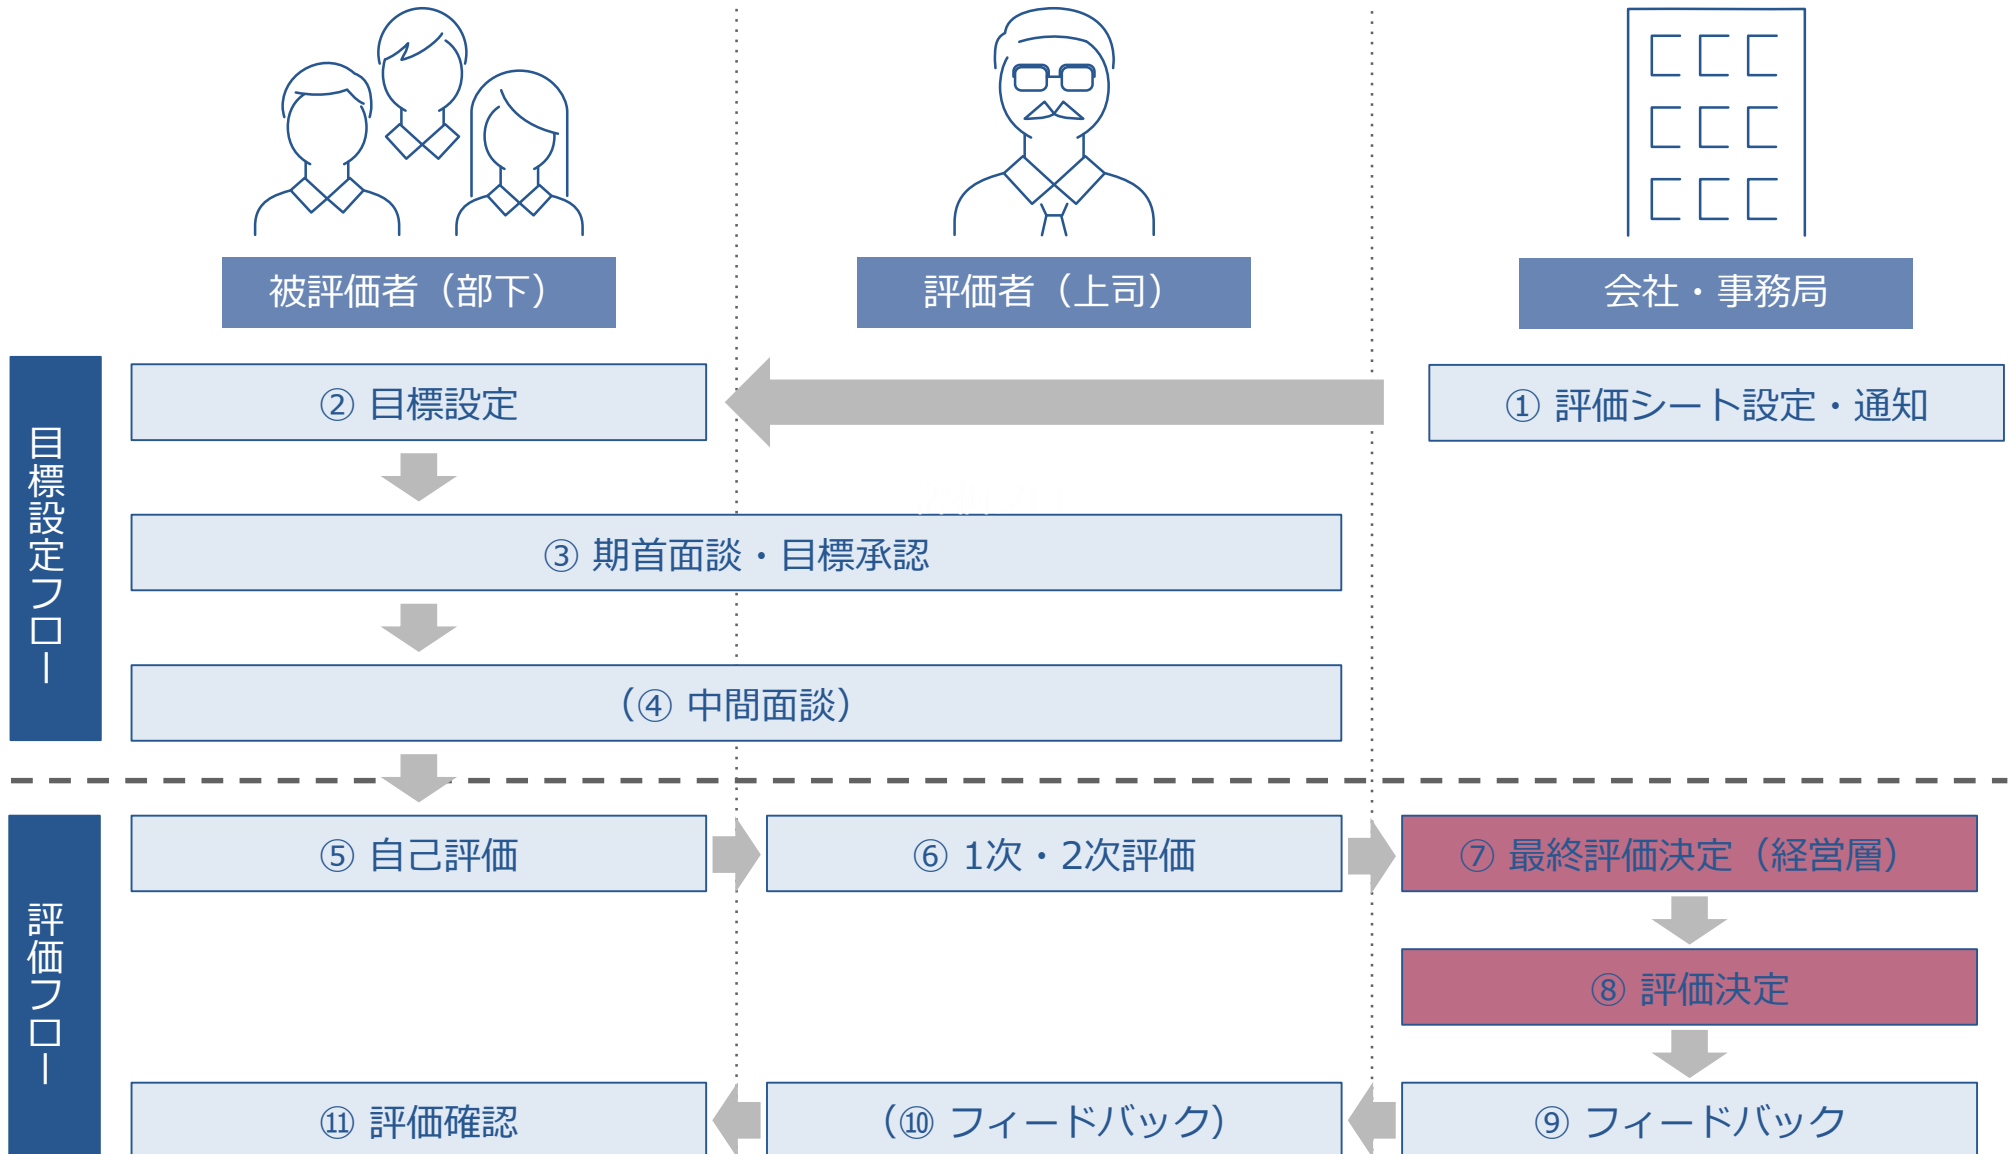 被評価者（部下）
評価者（上司）
会社・事務局
目標設定フロー
② 目標設定
① 評価シート設定・通知
③ 期首面談・目標承認
（④ 中間面談）
評価フロー
⑤ 自己評価
⑥ 1次・2次評価
⑦ 最終評価決定（経営層）
⑧ 評価決定
⑪ 評価確認
（⑩ フィードバック）
⑨ フィードバック